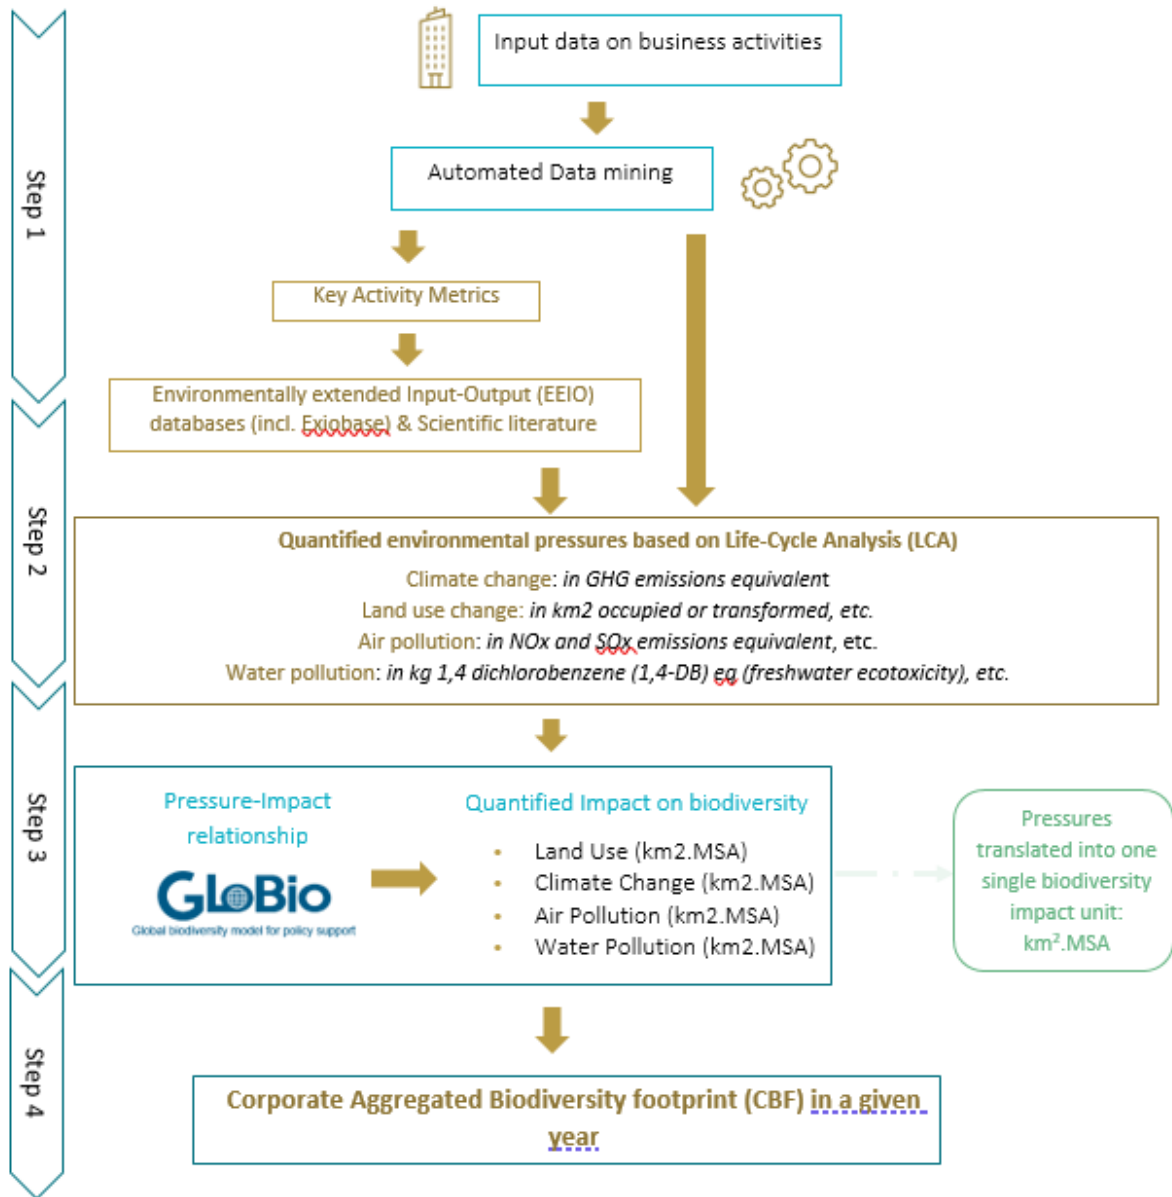 Step 1
Input data on business activities
Automated Data mining
Key Activity Metrics
Environmentally extended Input-Output (EEIO)
databases (incl. Exiobase) & Scientific literature
Step 2
Quantified environmental pressures based on Life-Cycle Analysis (LCA)
Climate change: in GHG emissions equivalent
Land use change: in km2 occupied or transformed, etc.
Air pollution: in NOx and SOx emissions equivalent, etc.
Water pollution: in kg 1,4 dichlorobenzene (1,4-DB) eq (freshwater ecotoxicity), etc.
Step 3
Pressure-Impact
relationship
GLOBIO
Global biodiversity model for policy support
Quantified Impact on biodiversity
• Land Use (km2.MSA)
• Climate Change (km2.MSA)
• Air Pollution (km2.MSA)
• Water Pollution (km2.MSA)
Pressures
translated into one
single biodiversity
impact unit:
km².MSA
Step 4
Corporate Aggregated Biodiversity footprint (CBF) in a given
year